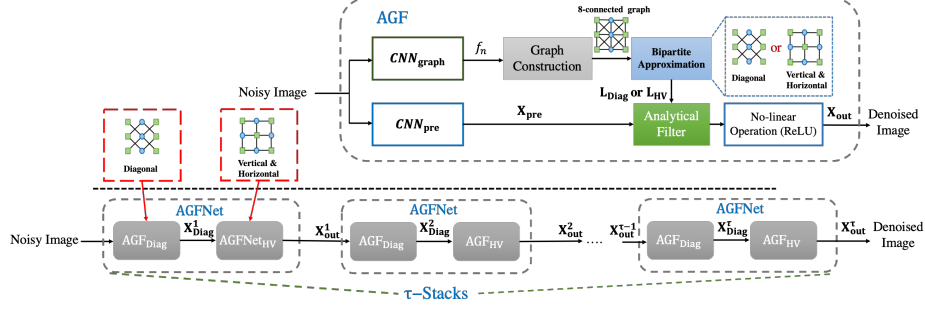 AGF
8-connected graph
CNN_graph
f_n
Graph
Construction
Bipartite
Approximation
or
Diagonal
Vertical &
Horizontal
Noisy Image
L_Diag or L_HV
CNN_pre
X_pre
Analytical
Filter
No-linear
Operation (ReLU)
X_out
Denoised
Image
Diagonal
Vertical &
Horizontal
AGFNet
AGFNet
AGFNet
Noisy Image
AGF_Diag
X^1_Diag
AGFNet_HV
X^1_out
AGF_Diag
X^2_Diag
AGF_HV
X^2_out
....
X^τ−1_out
AGF_Diag
X^τ_Diag
AGF_HV
X^τ_out
Denoised
Image
τ−Stacks